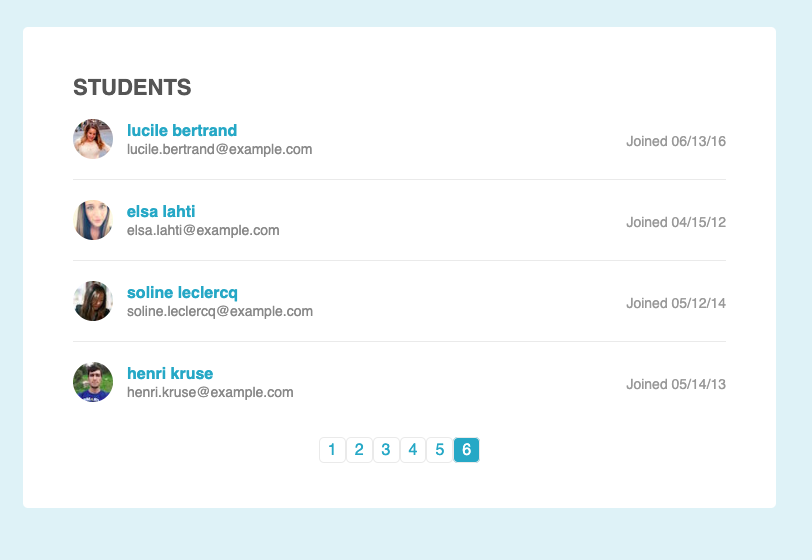 STUDENTS
lucile bertrand
lucile.bertrand@example.com
Joined 06/13/16
elsa lahti
elsa.lahti@example.com
Joined 04/15/12
soline leclercq
soline.leclercq@example.com
Joined 05/12/14
henri kruse
henri.kruse@example.com
Joined 05/14/13
1 2 3 4 5 6